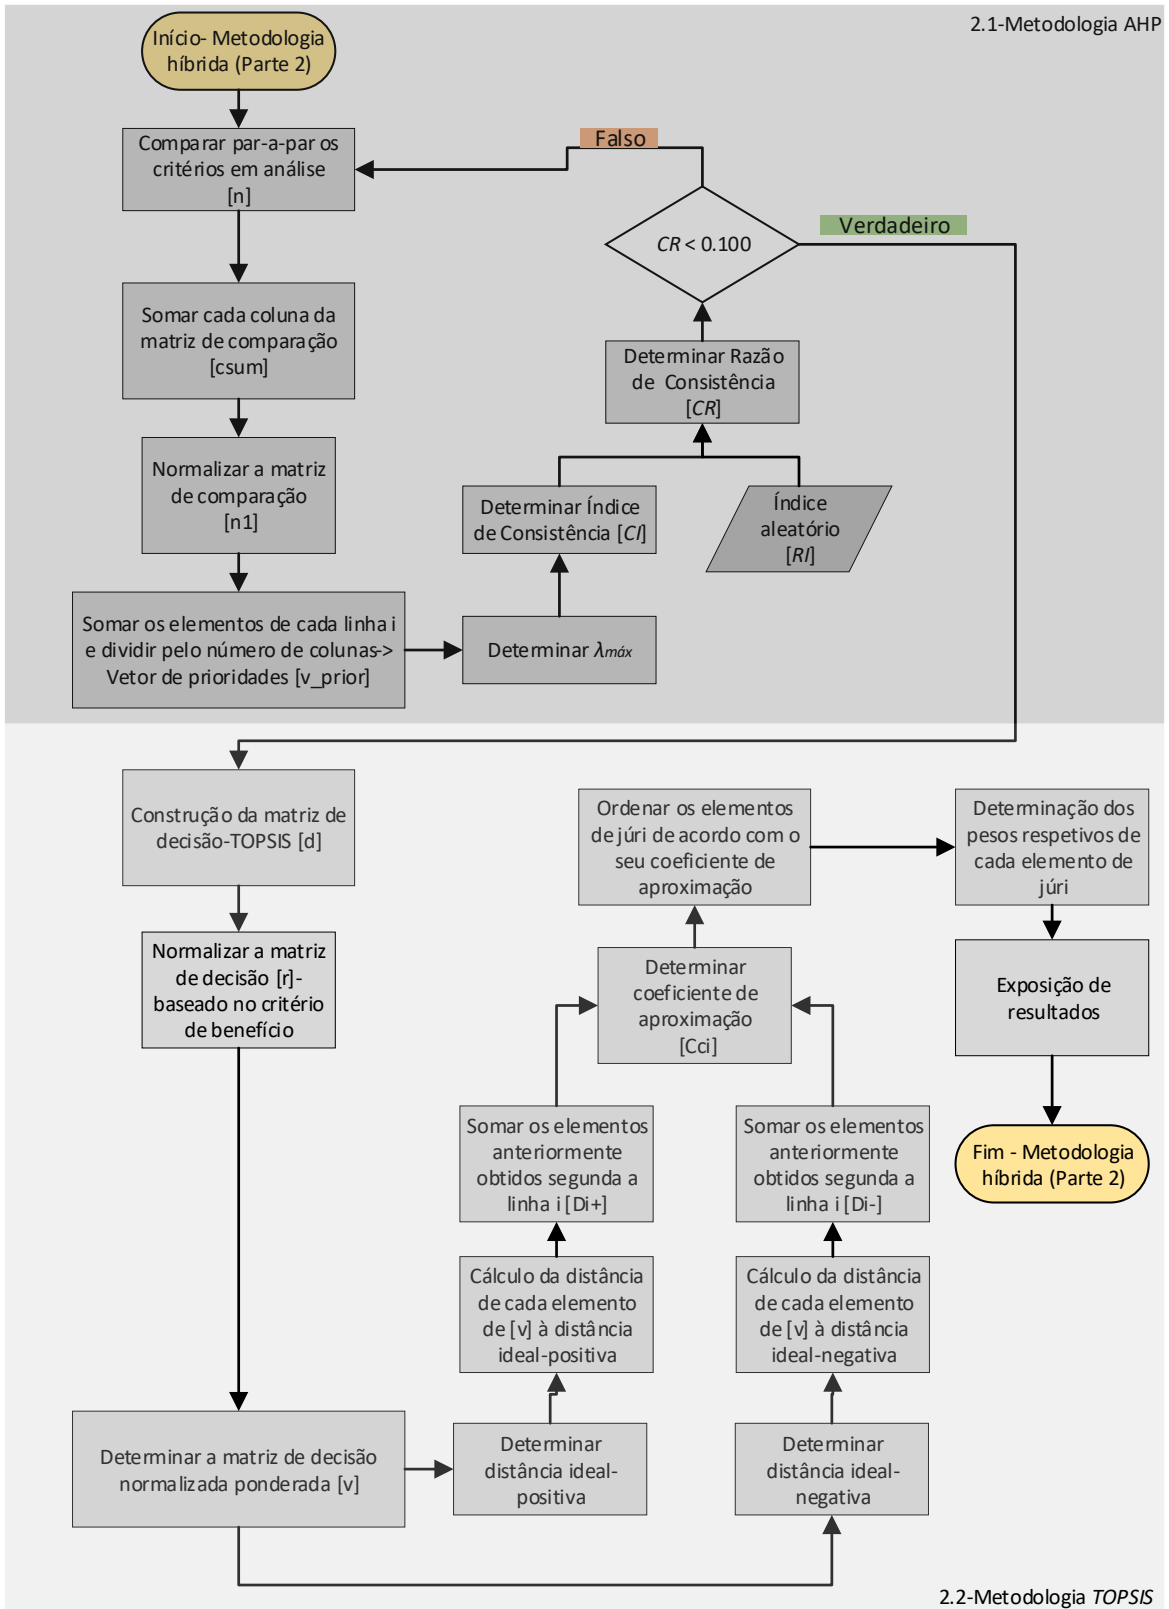 2.1-Metodologia AHP
Início- Metodologia
híbrida (Parte 2)
Comparar par-a-par os
critérios em análise
[n]
Somar cada coluna da
matriz de comparação
[csum]
Normalizar a matriz
de comparação
[n1]
Somar os elementos de cada linha i
e dividir pelo número de colunas->
Vetor de prioridades [v_prior]
Determinar λmáx
Determinar Índice
de Consistência [CI]
Índice
aleatório
[RI]
Determinar Razão
de Consistência
[CR]
CR < 0.100
Falso
Verdadeiro
Construção da matriz de
decisão-TOPSIS [d]
Normalizar a matriz
de decisão [r]-
baseado no critério
de benefício
Determinar a matriz de decisão
normalizada ponderada [v]
Determinar
distância ideal-
positiva
Cálculo da distância
de cada elemento
de [v] à distância
ideal-positiva
Somar os elementos
anteriormente
obtidos segunda a
linha i [Di+]
Determinar
distância ideal-
negativa
Cálculo da distância
de cada elemento
de [v] à distância
ideal-negativa
Somar os elementos
anteriormente
obtidos segunda a
linha i [Di-]
Determinar
coeficiente de
aproximação
[Cci]
Ordenar os elementos
de júri de acordo com o
seu coeficiente de
aproximação
Determinação dos
pesos respetivos de
cada elemento de
júri
Exposição de
resultados
Fim - Metodologia
híbrida (Parte 2)
2.2-Metodologia TOPSIS